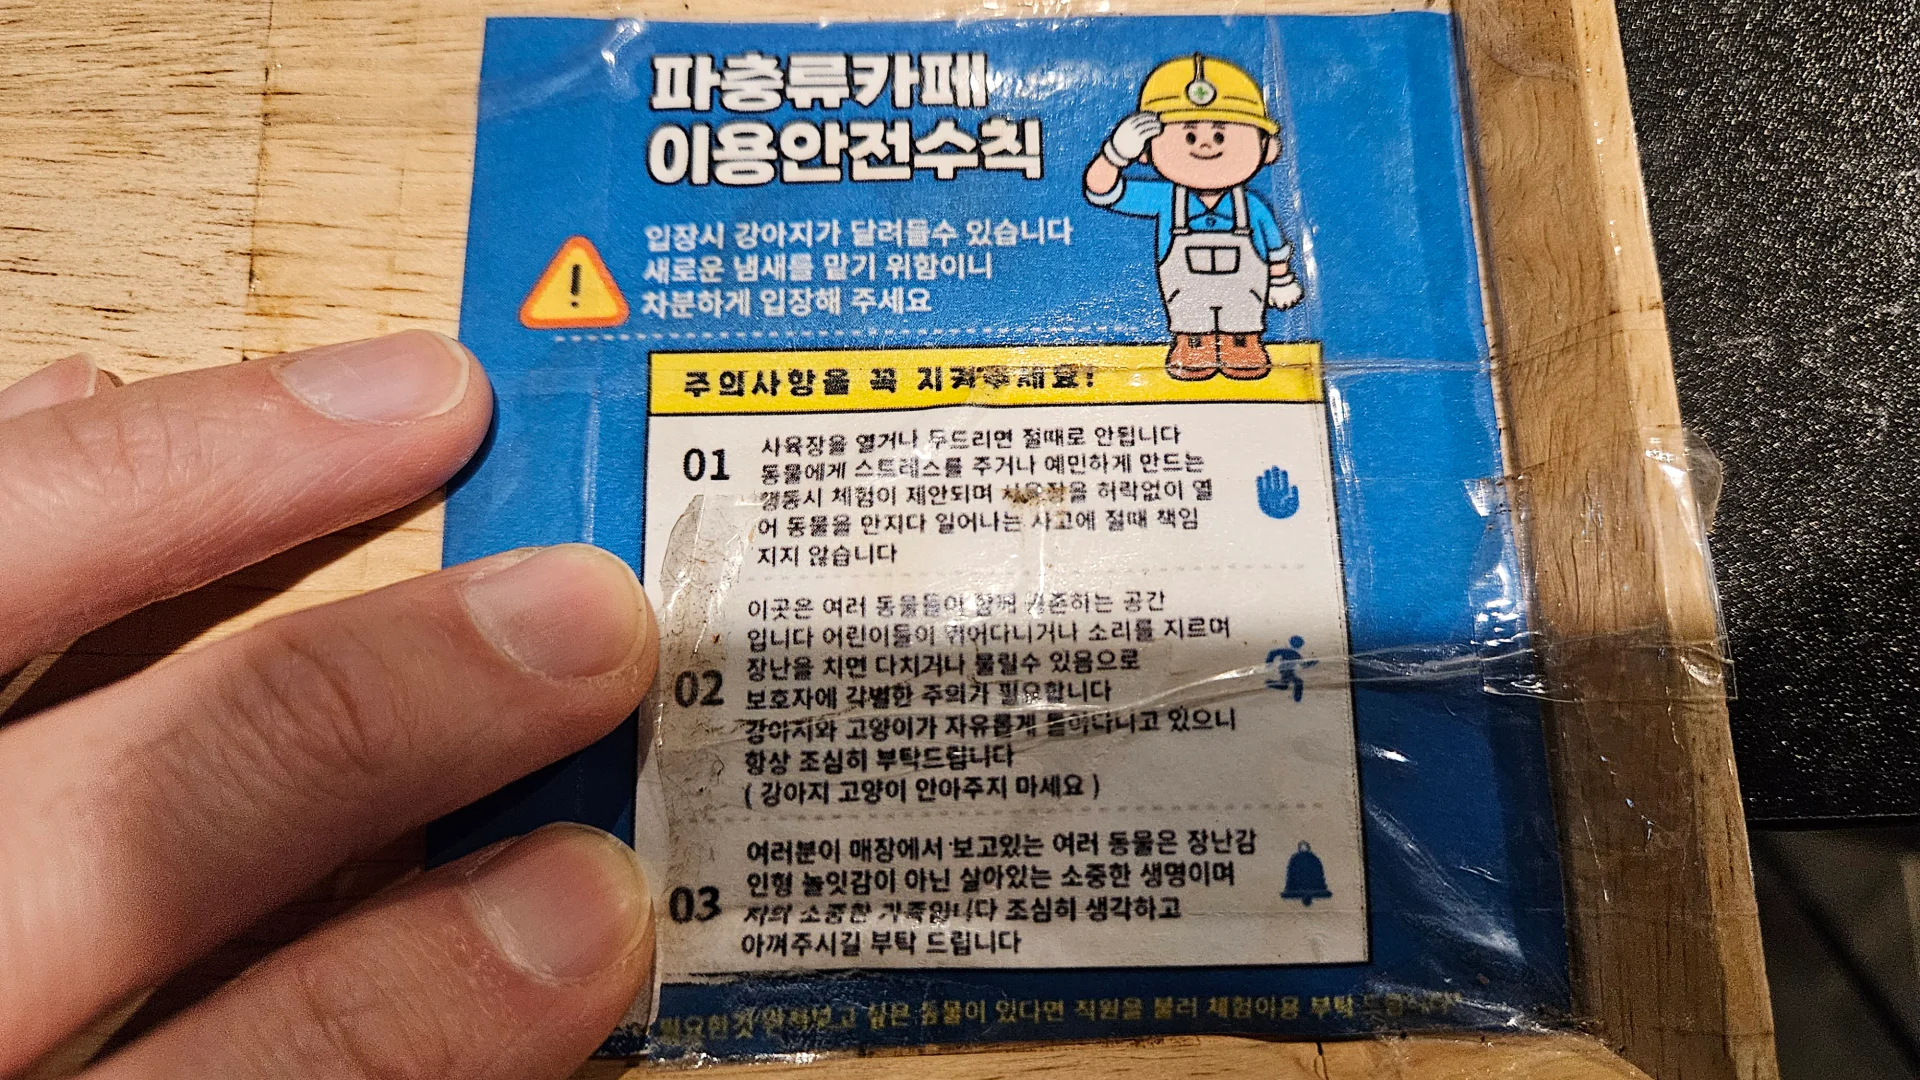 파충류카페
이용안전수칙
입장시 강아지가 달려들수 있습니다
새로운 냄새를 맡기 위함이니
차분하게 입장해 주세요
주의사항을 꼭 지켜주세요!
01
사육장을 열거나 두드리면 절때로 안됩니다
동물에게 스트레스를 주거나 예민하게 만드는
행동시 체험이 제안되며 사육장을 허락없이 열
어 동물을 만지다 일어나는 사고에 절때 책임
지지 않습니다
02
이곳은 여러 동물들이 함께 공존하는 공간
입니다 어린이들이 뛰어다니거나 소리를 지르며
장난을 치면 다치거나 물릴수 있음으로
보호자에 각별한 주의가 필요합니다
강아지와 고양이가 자유롭게 돌아다니고 있으니
항상 조심히 부탁드립니다
( 강아지 고양이 안아주지 마세요 )
03
여러분이 매장에서 보고있는 여러 동물은 장난감
인형 놀잇감이 아닌 살아있는 소중한 생명이며
저의 소중한 가족입니다 조심히 생각하고
아껴주시길 부탁 드립니다
필요한것 싶은 동물이 있다면 직원을 불러 체험이용 부탁 드립니다